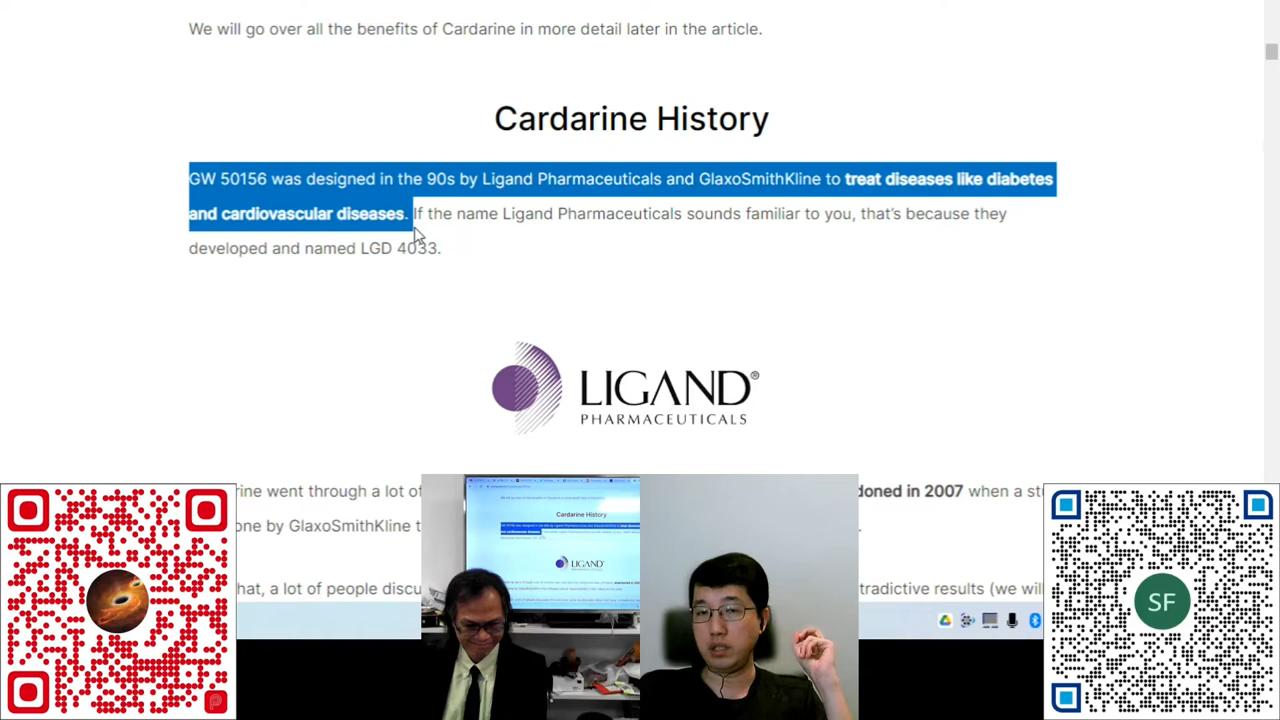 We will go over all the benefits of Cardarine in more detail later in the article.
Cardarine History
GW 50156 was designed in the 90s by Ligand Pharmaceuticals and GlaxoSmithKline to treat diseases like diabetes
and cardiovascular diseases. If the name Ligand Pharmaceuticals sounds familiar to you, that's because they
developed and named LGD 4033.
LIGAND®
PHARMACEUTICALS
rine went through a lot of
doned in 2007 when a stu
one by GlaxoSmithKline t
hat, a lot of people discu
tradictive results (we will
Cardarine History
LIGAND
SF